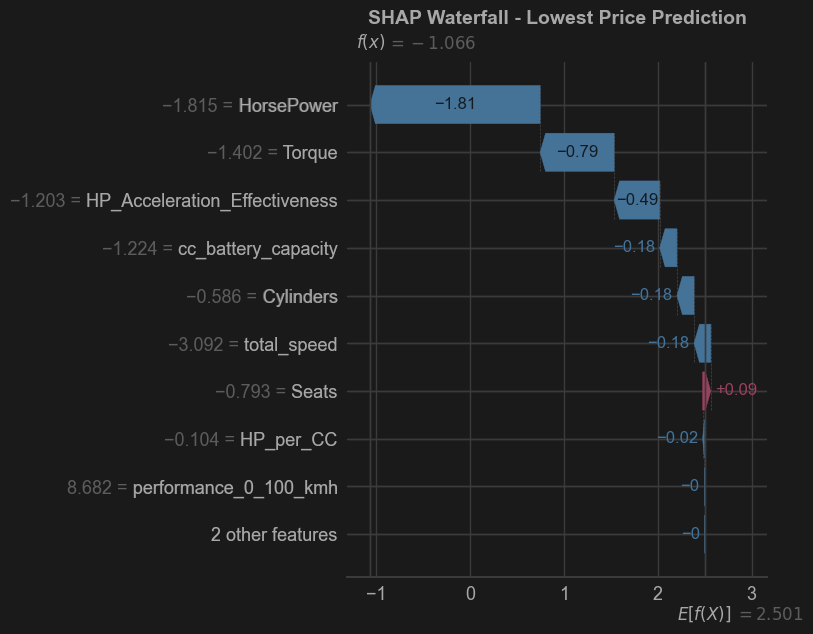 SHAP Waterfall - Lowest Price Prediction
f(x) = −1.066
−1.815 = HorsePower −1.81
−1.402 = Torque −0.79
−1.203 = HP_Acceleration_Effectiveness −0.49
−1.224 = cc_battery_capacity −0.18
−0.586 = Cylinders −0.18
−3.092 = total_speed −0.18
−0.793 = Seats +0.09
−0.104 = HP_per_CC −0.02
8.682 = performance_0_100_kmh −0
2 other features −0
−1 0 1 2 3
E[f(X)] = 2.501